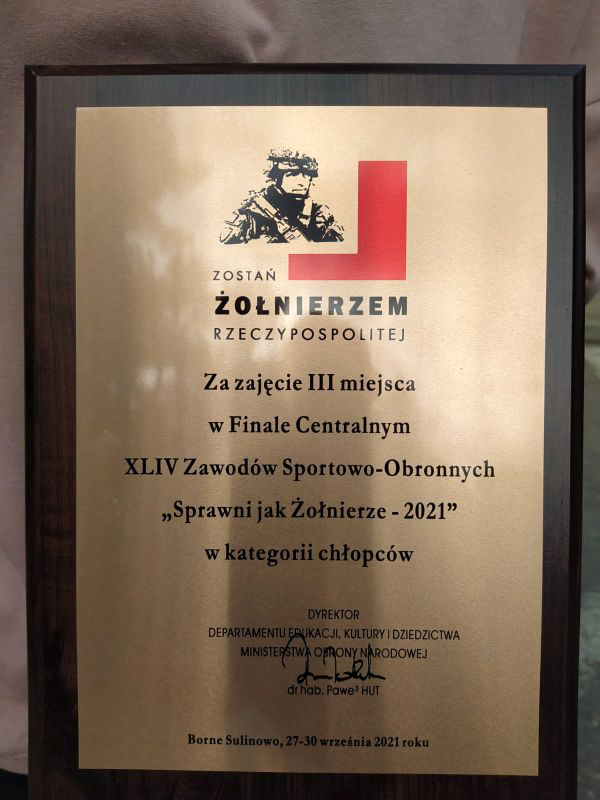 ZOSTAŃ
ŻOŁNIERZEM
RZECZYPOSPOLITEJ
Za zajęcie III miejsca
w Finale Centralnym
XLIV Zawodów Sportowo-Obronnych
„Sprawni jak Żołnierze - 2021”
w kategorii chłopców
DYREKTOR
DEPARTAMENTU EDUKACJI, KULTURY I DZIEDZICTWA
MINISTERSTWA OBRONY NARODOWEJ
dr hab. Pawe³ HUT
Borne Sulinowo, 27-30 września 2021 roku